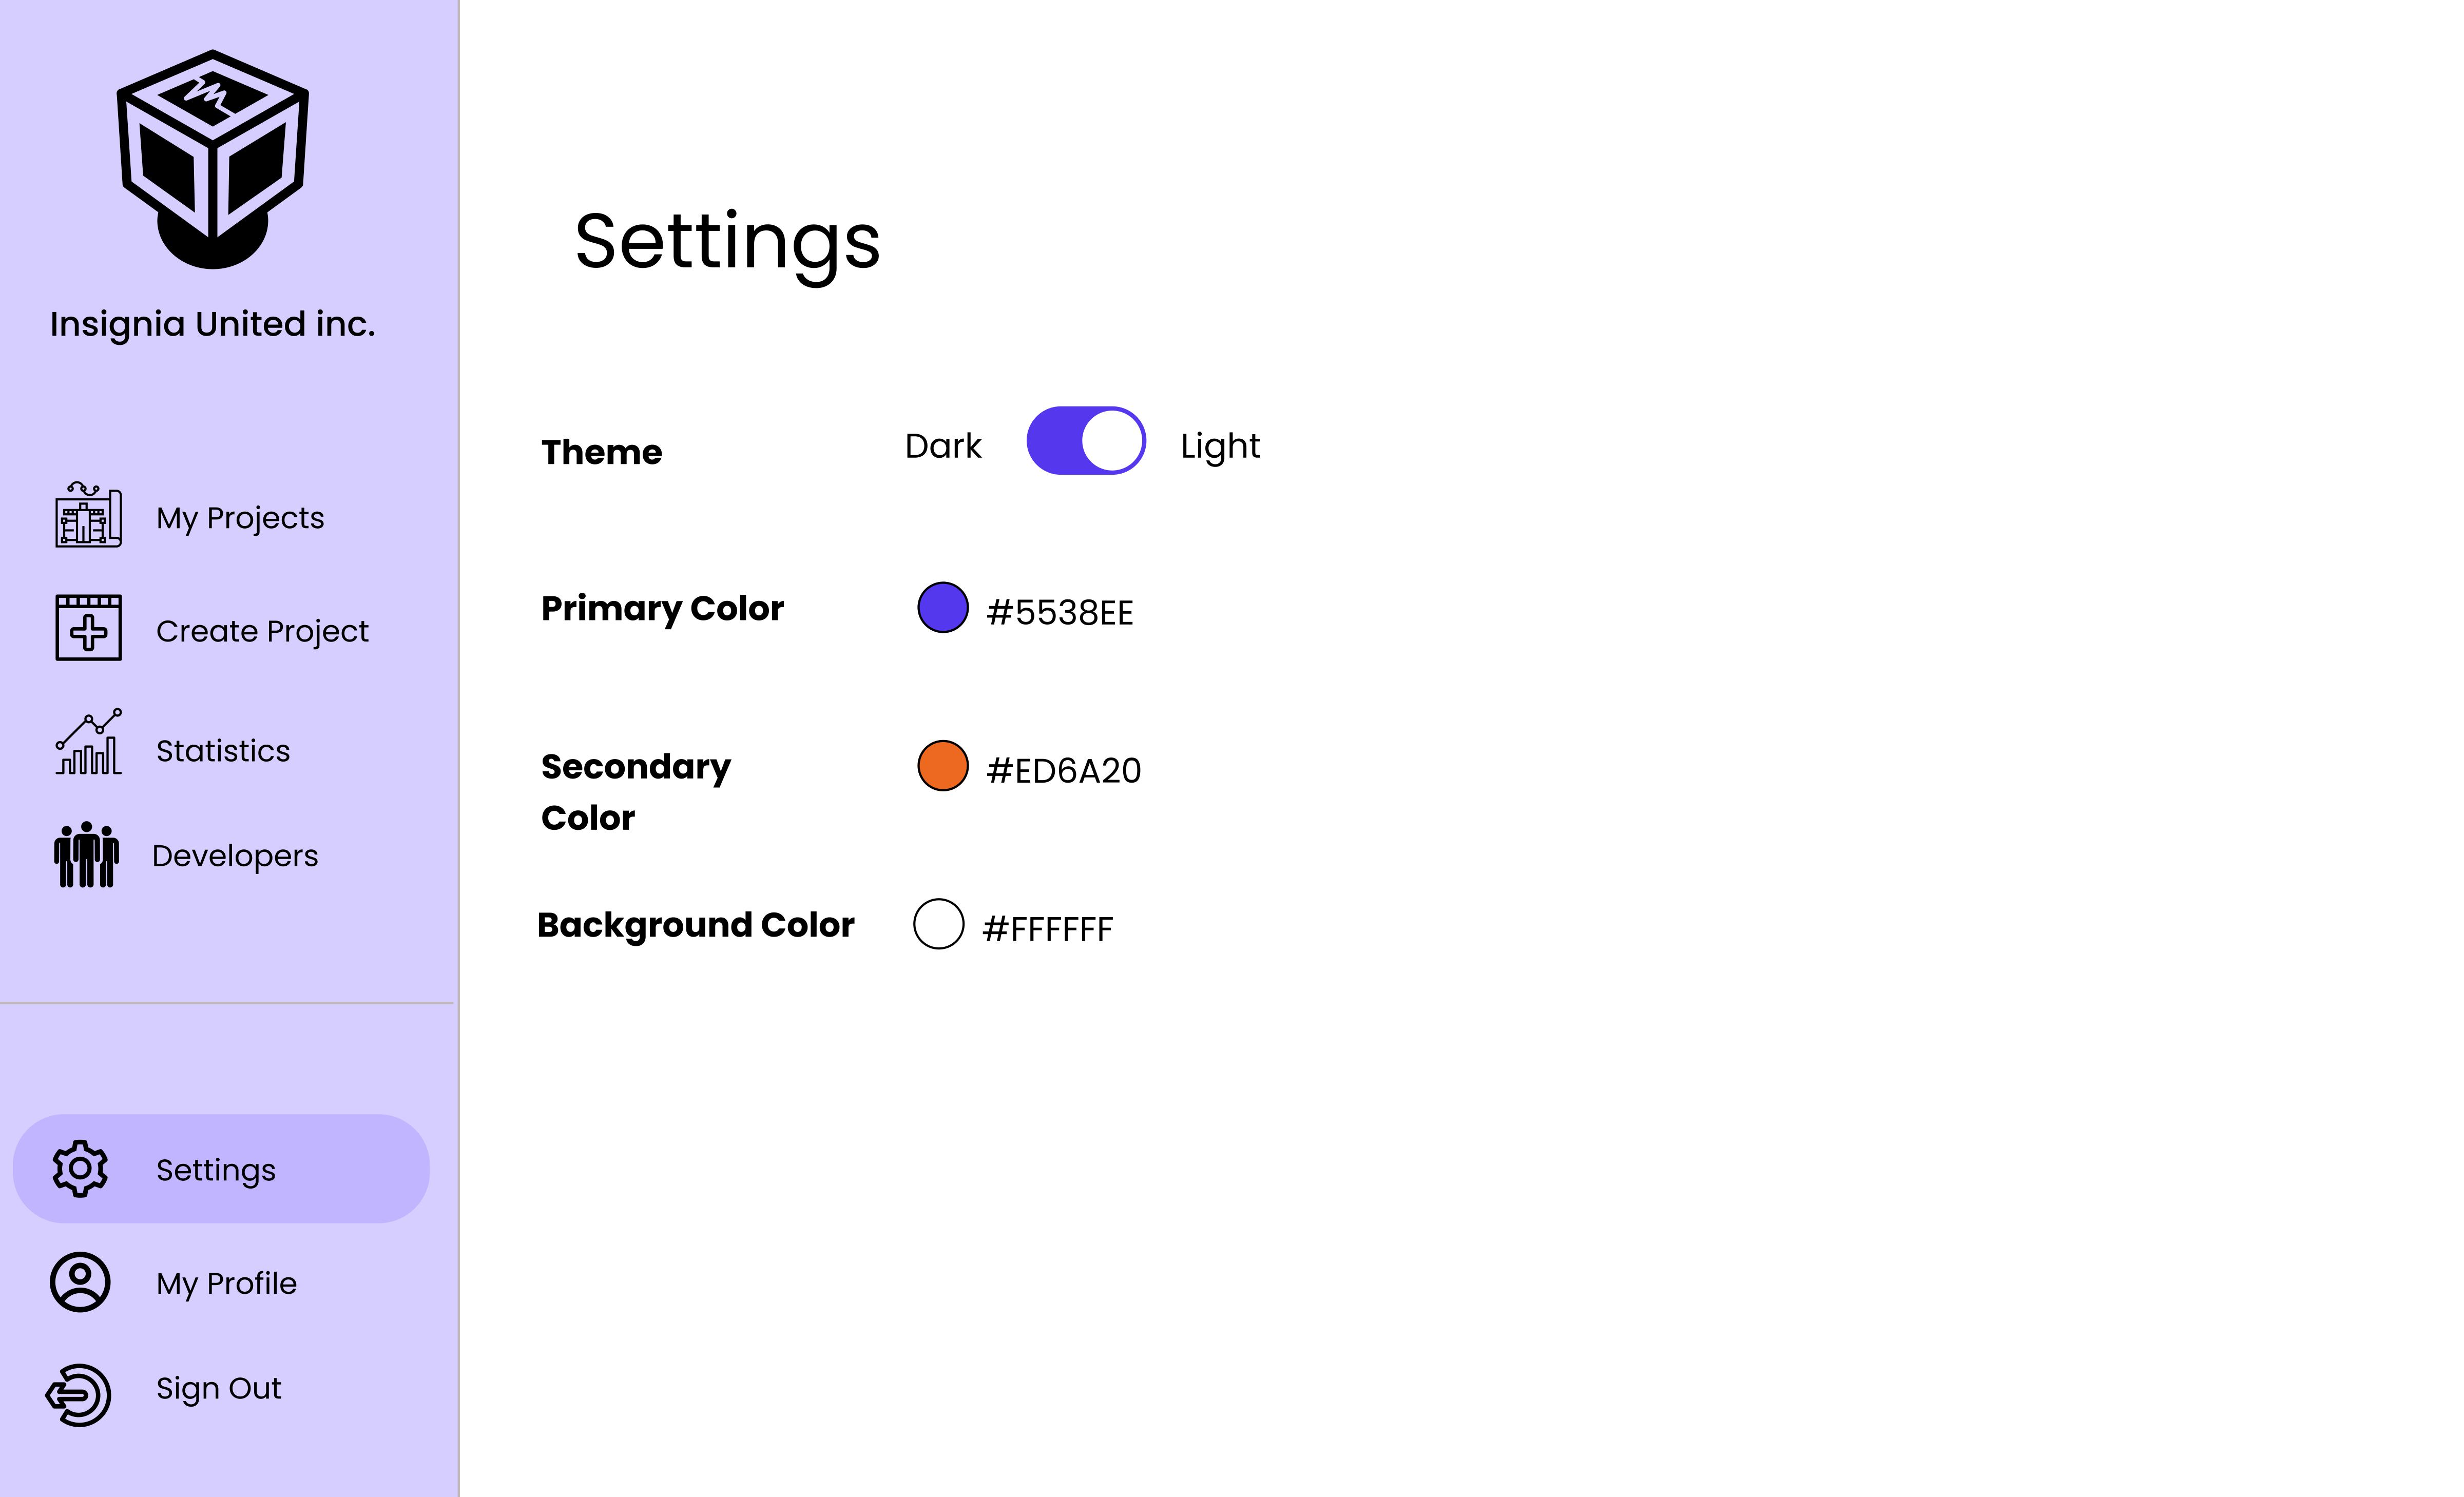 Insignia United inc.
My Projects
Create Project
Statistics
Developers
Settings
My Profile
Sign Out
Settings
Theme
Dark
Light
Primary Color
#5538EE
Secondary
Color
#ED6A20
Background Color
#FFFFFF